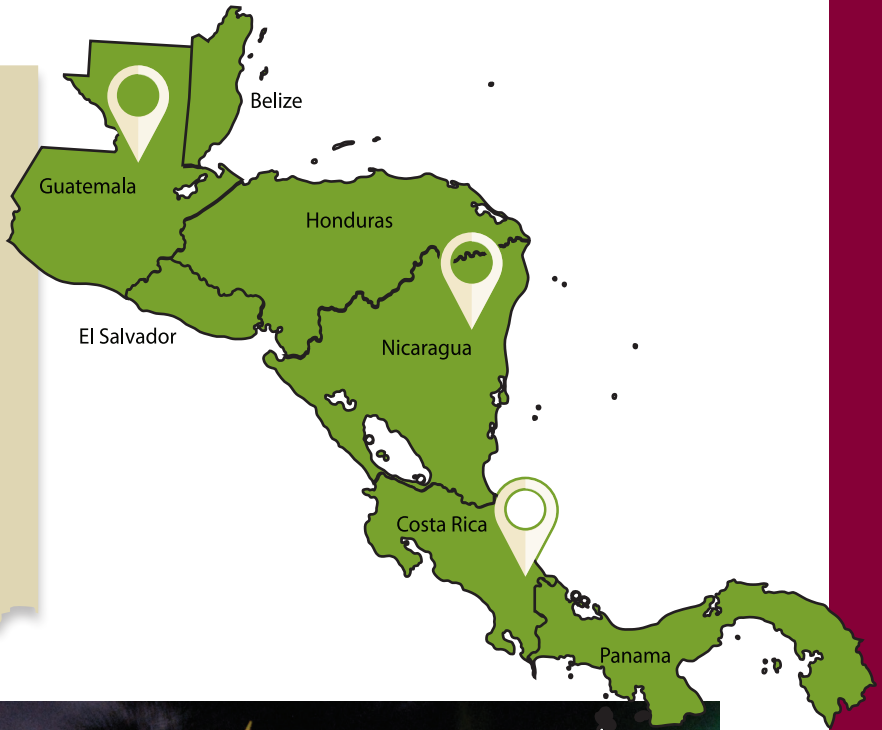 Belize
Guatemala
Honduras
El Salvador
Nicaragua
Costa Rica
Panama